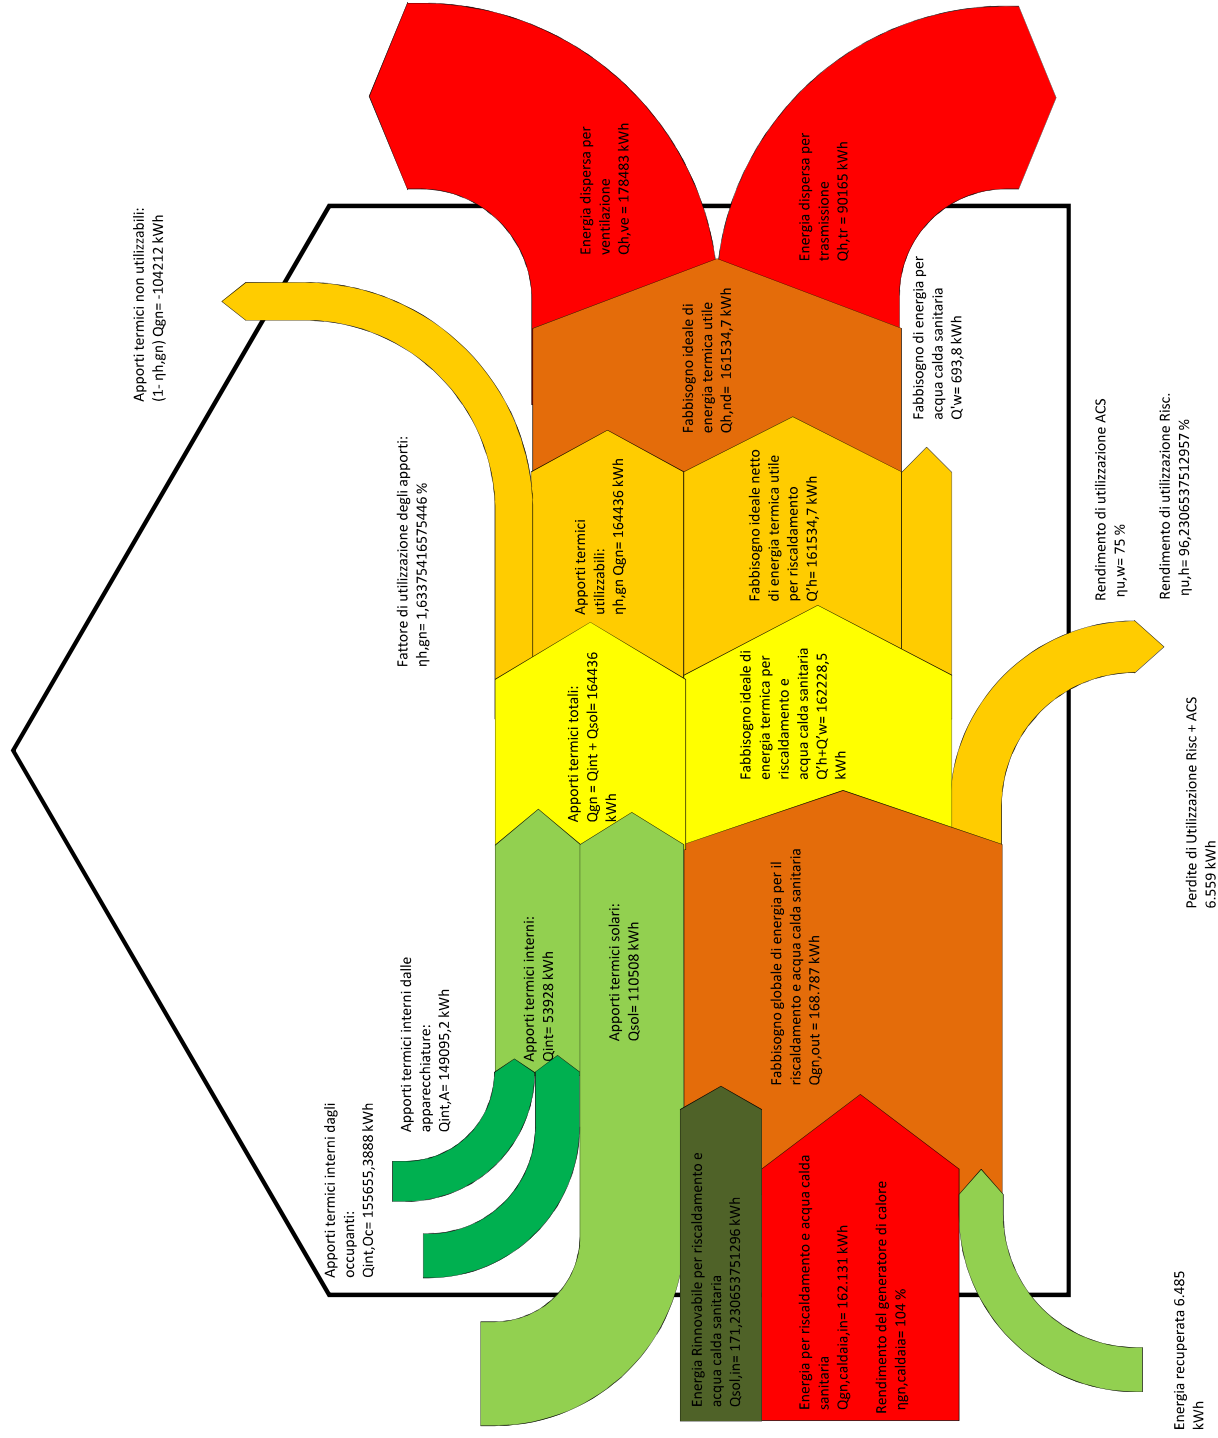 Apporti termici non utilizzabili:
(1- ηh,gn) Qgn= -104212 kWh
Fattore di utilizzazione degli apporti:
ηh,gn= 1,63375416575446 %
Apporti termici interni dalle
apparecchiature:
Qint,A= 149095,2 kWh
Apporti termici interni dagli
occupanti:
Qint,Oc= 155655,3888 kWh
Apporti termici interni:
Qint= 53928 kWh
Apporti termici solari:
Qsol= 110508 kWh
Apporti termici totali:
Qgn = Qint + Qsol= 164436
kWh
Apporti termici
utilizzabili:
ηh,gn Qgn= 164436 kWh
Energia dispersa per
ventilazione
Qh,ve = 178483 kWh
Energia dispersa per
trasmissione
Qh,tr = 90165 kWh
Fabbisogno ideale di
energia termica utile
Qh,nd= 161534,7 kWh
Fabbisogno ideale netto
di energia termica utile
per riscaldamento
Q'h= 161534,7 kWh
Fabbisogno di energia per
acqua calda sanitaria
Q'w= 693,8 kWh
Fabbisogno ideale di
energia termica per
riscaldamento e
acqua calda sanitaria
Q'h+Q'w= 162228,5
kWh
Fabbisogno globale di energia per il
riscaldamento e acqua calda sanitaria
Qgn,out = 168.787 kWh
Energia Rinnovabile per riscaldamento e
acqua calda sanitaria
Qsol,in= 171,230653751296 kWh
Energia per riscaldamento e acqua calda
sanitaria
Qgn,caldaia,in= 162.131 kWh
Rendimento del generatore di calore
ηgn,caldaia= 104 %
Rendimento di utilizzazione ACS
ηu,w= 75 %
Rendimento di utilizzazione Risc.
ηu,h= 96,2306537512957 %
Perdite di Utilizzazione Risc + ACS
6.559 kWh
Energia recuperata 6.485
kWh